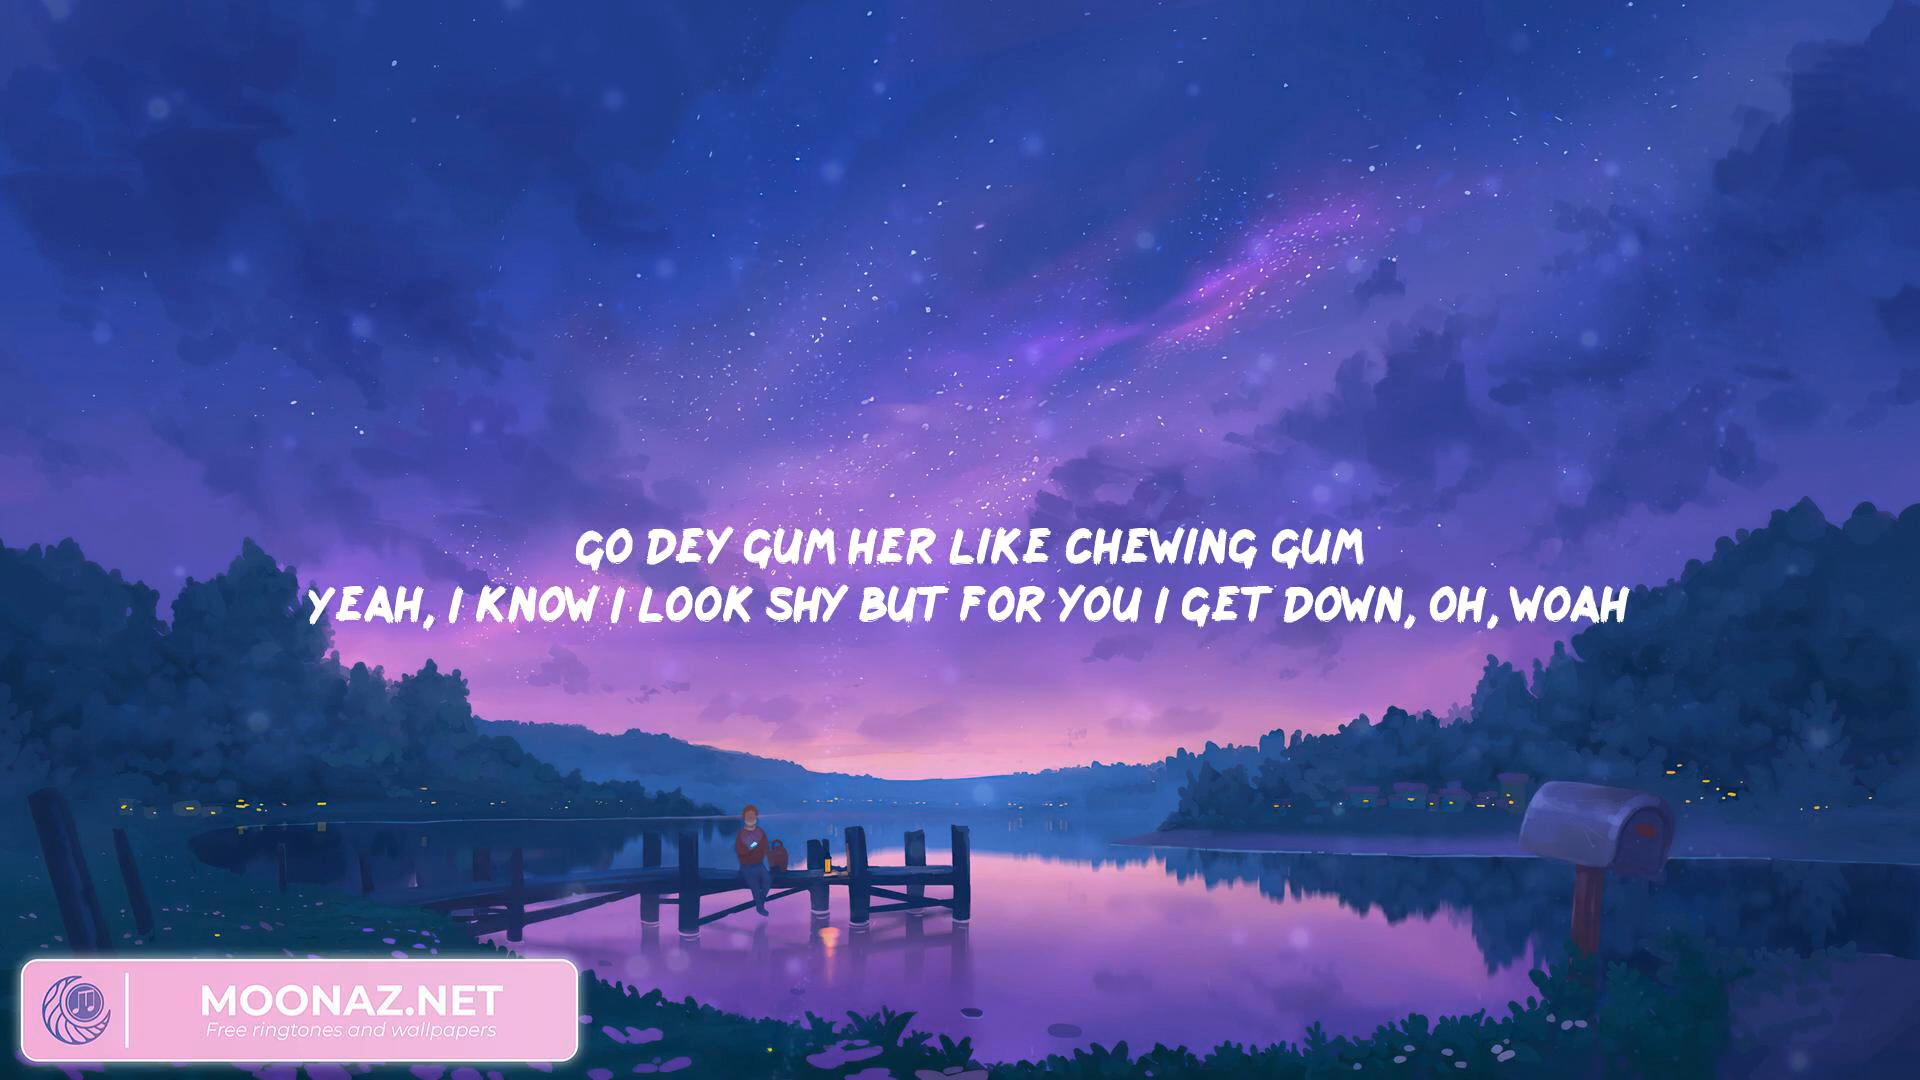 GO DEY GUM HER LIKE CHEWING GUM
YEAH, I KNOW I LOOK SHY BUT FOR YOU I GET DOWN, OH, WOAH
MOONAZ.NET
Free ringtones and wallpapers